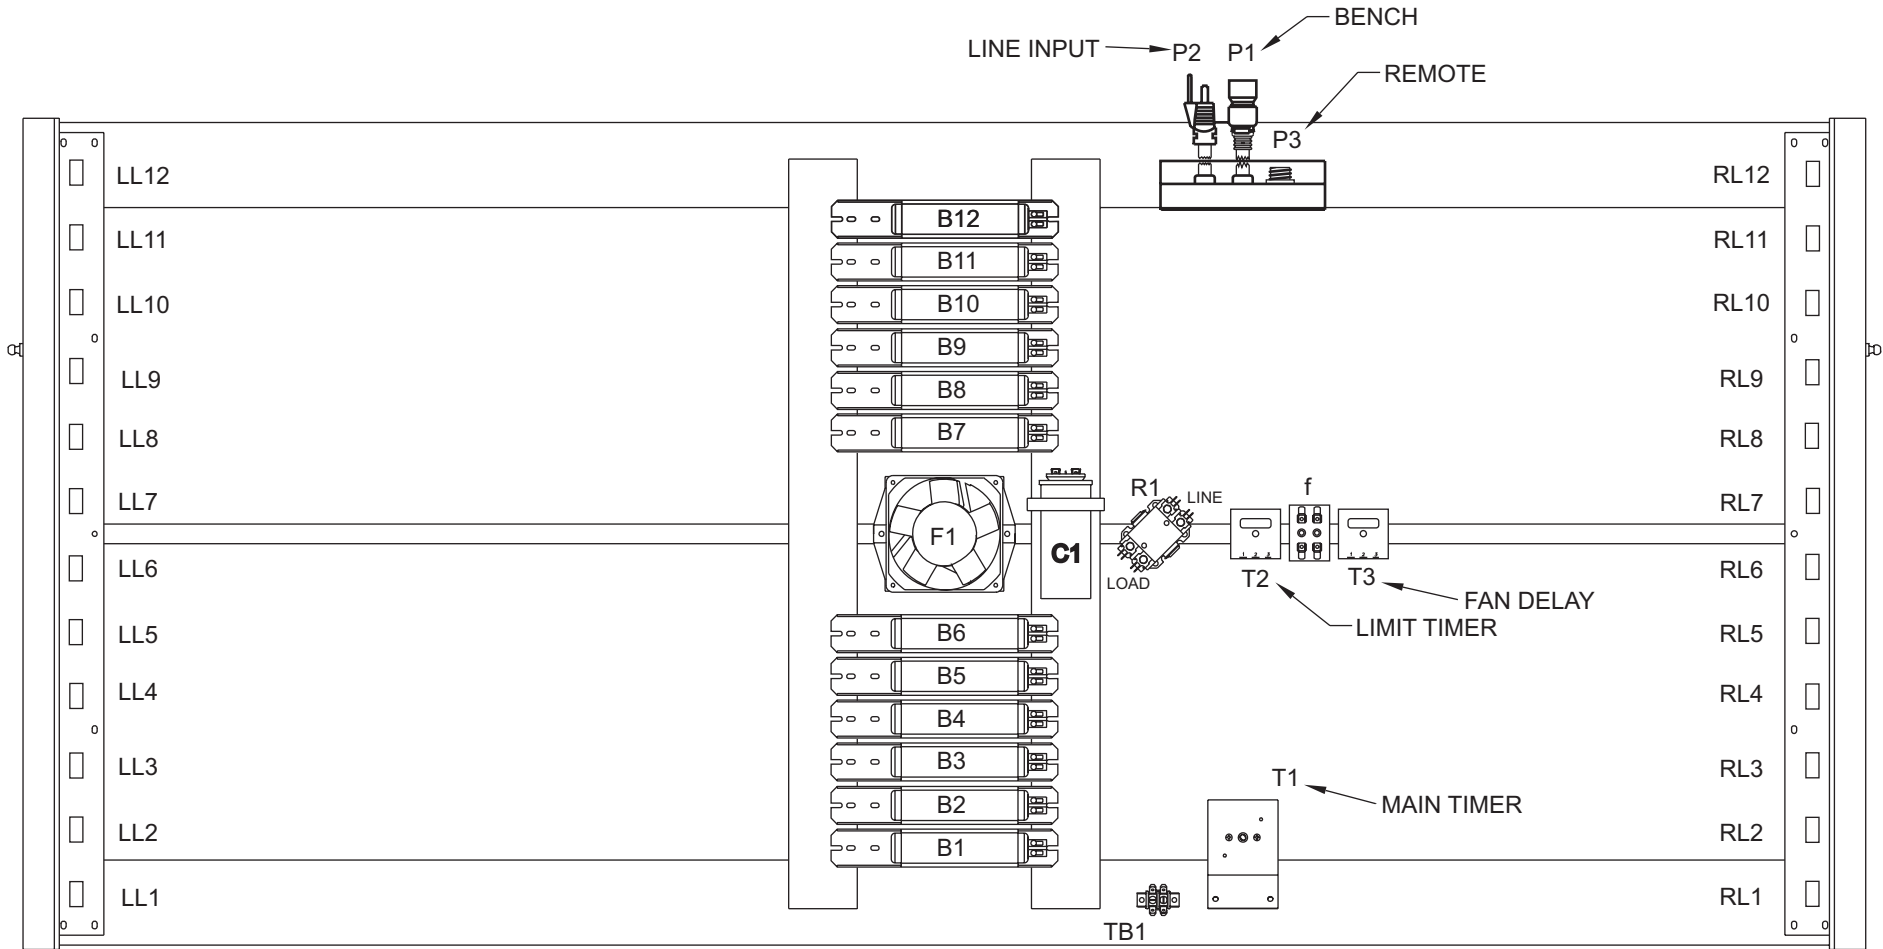 BENCH
LINE INPUT
P2
P1
REMOTE
P3
LL12
RL12
B12
LL11
RL11
B11
LL10
RL10
B10
B9
LL9
RL9
B8
LL8
RL8
B7
LL7
R1
LINE
f
RL7
F1
C1
LL6
LOAD
T2
T3
RL6
FAN DELAY
LIMIT TIMER
LL5
B6
RL5
B5
LL4
RL4
B4
LL3
B3
RL3
T1
MAIN TIMER
B2
LL2
RL2
B1
LL1
RL1
TB1